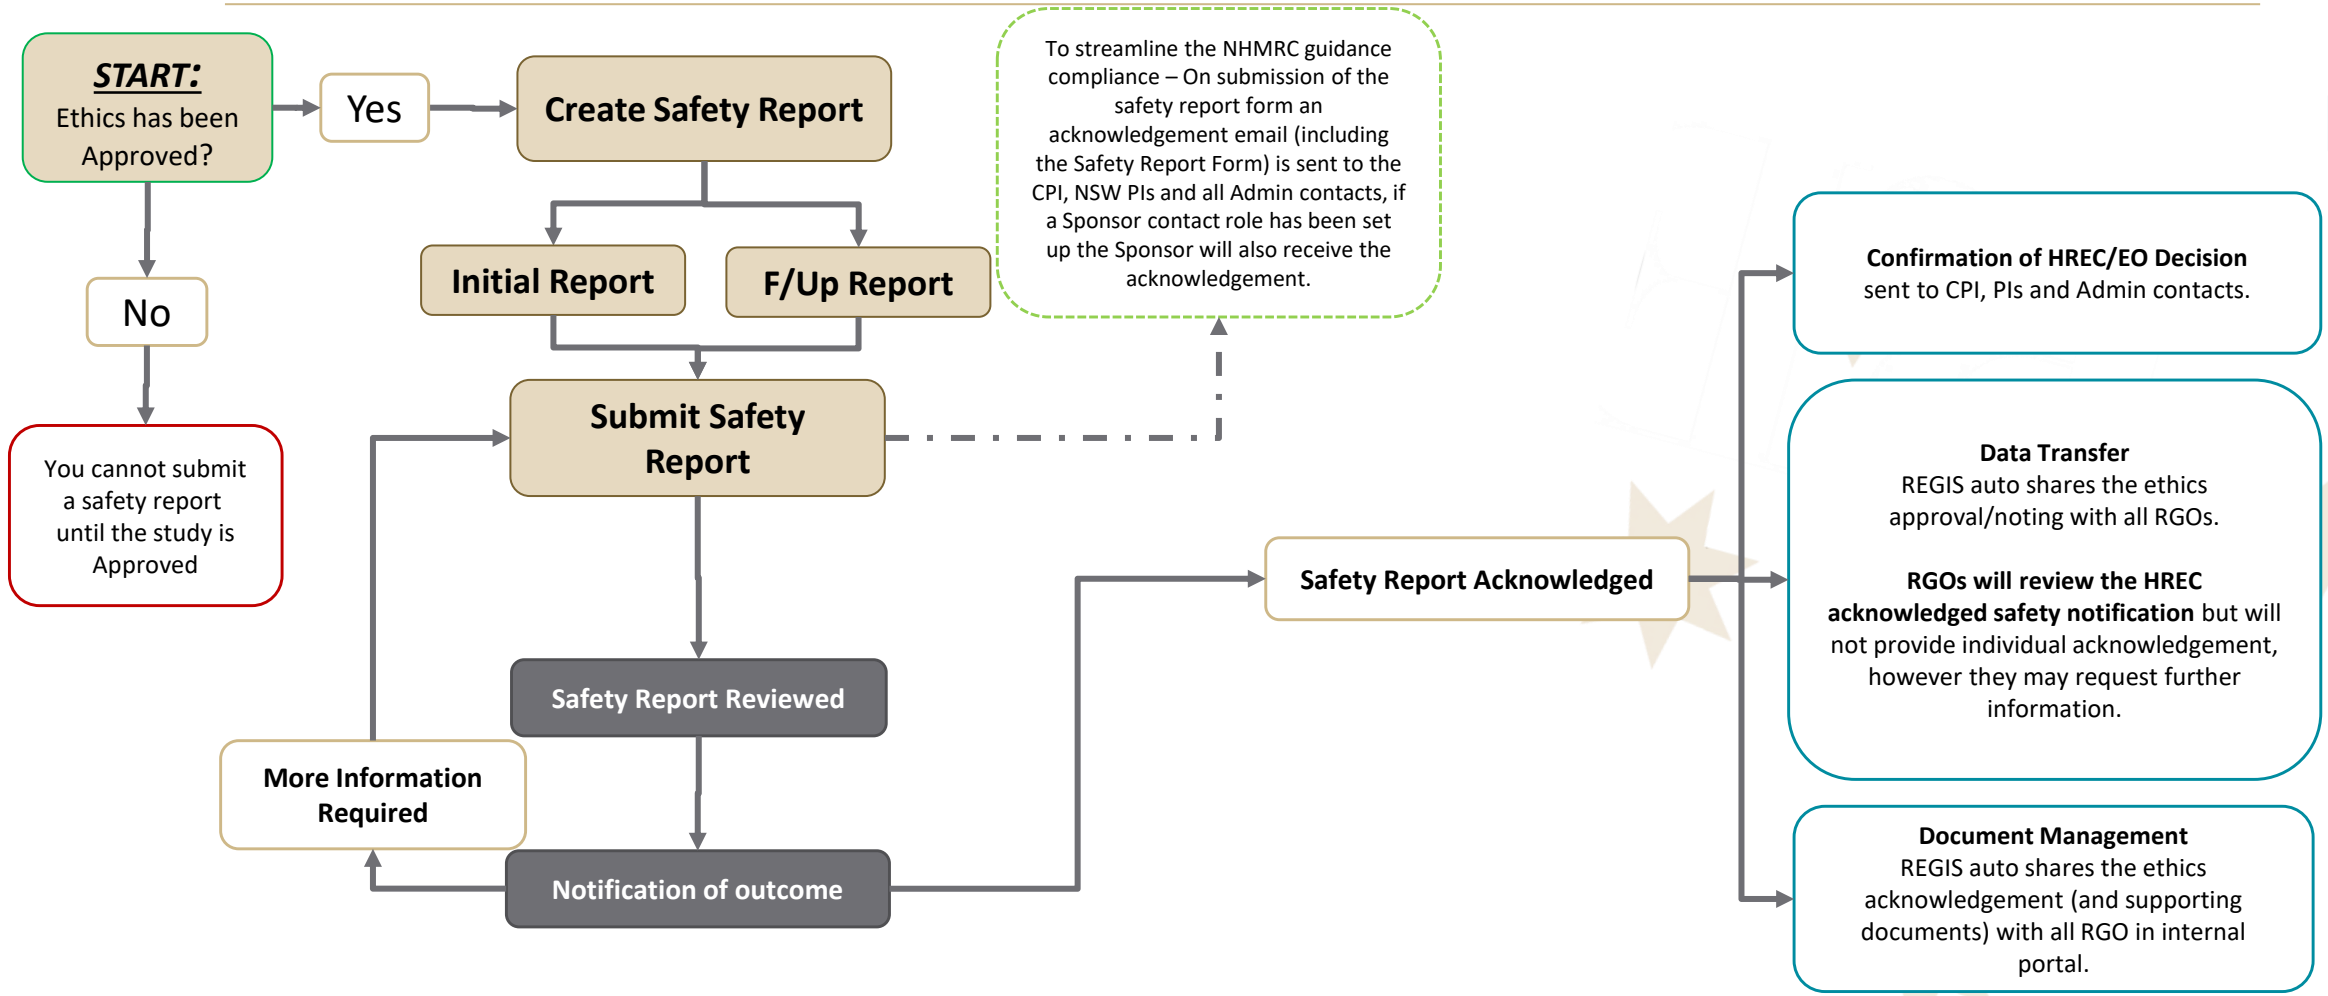 START:
Ethics has been
Approved?
Yes
No
You cannot submit
a safety report
until the study is
Approved
Create Safety Report
Initial Report
F/Up Report
Submit Safety
Report
To streamline the NHMRC guidance
compliance – On submission of the
safety report form an
acknowledgement email (including
the Safety Report Form) is sent to the
CPI, NSW PIs and all Admin contacts, if
a Sponsor contact role has been set
up the Sponsor will also receive the
acknowledgement.
Safety Report Reviewed
More Information
Required
Notification of outcome
Safety Report Acknowledged
Confirmation of HREC/EO Decision
sent to CPI, PIs and Admin contacts.
Data Transfer
REGIS auto shares the ethics
approval/noting with all RGOs.
RGOs will review the HREC
acknowledged safety notification but will
not provide individual acknowledgement,
however they may request further
information.
Document Management
REGIS auto shares the ethics
acknowledgement (and supporting
documents) with all RGO in internal
portal.